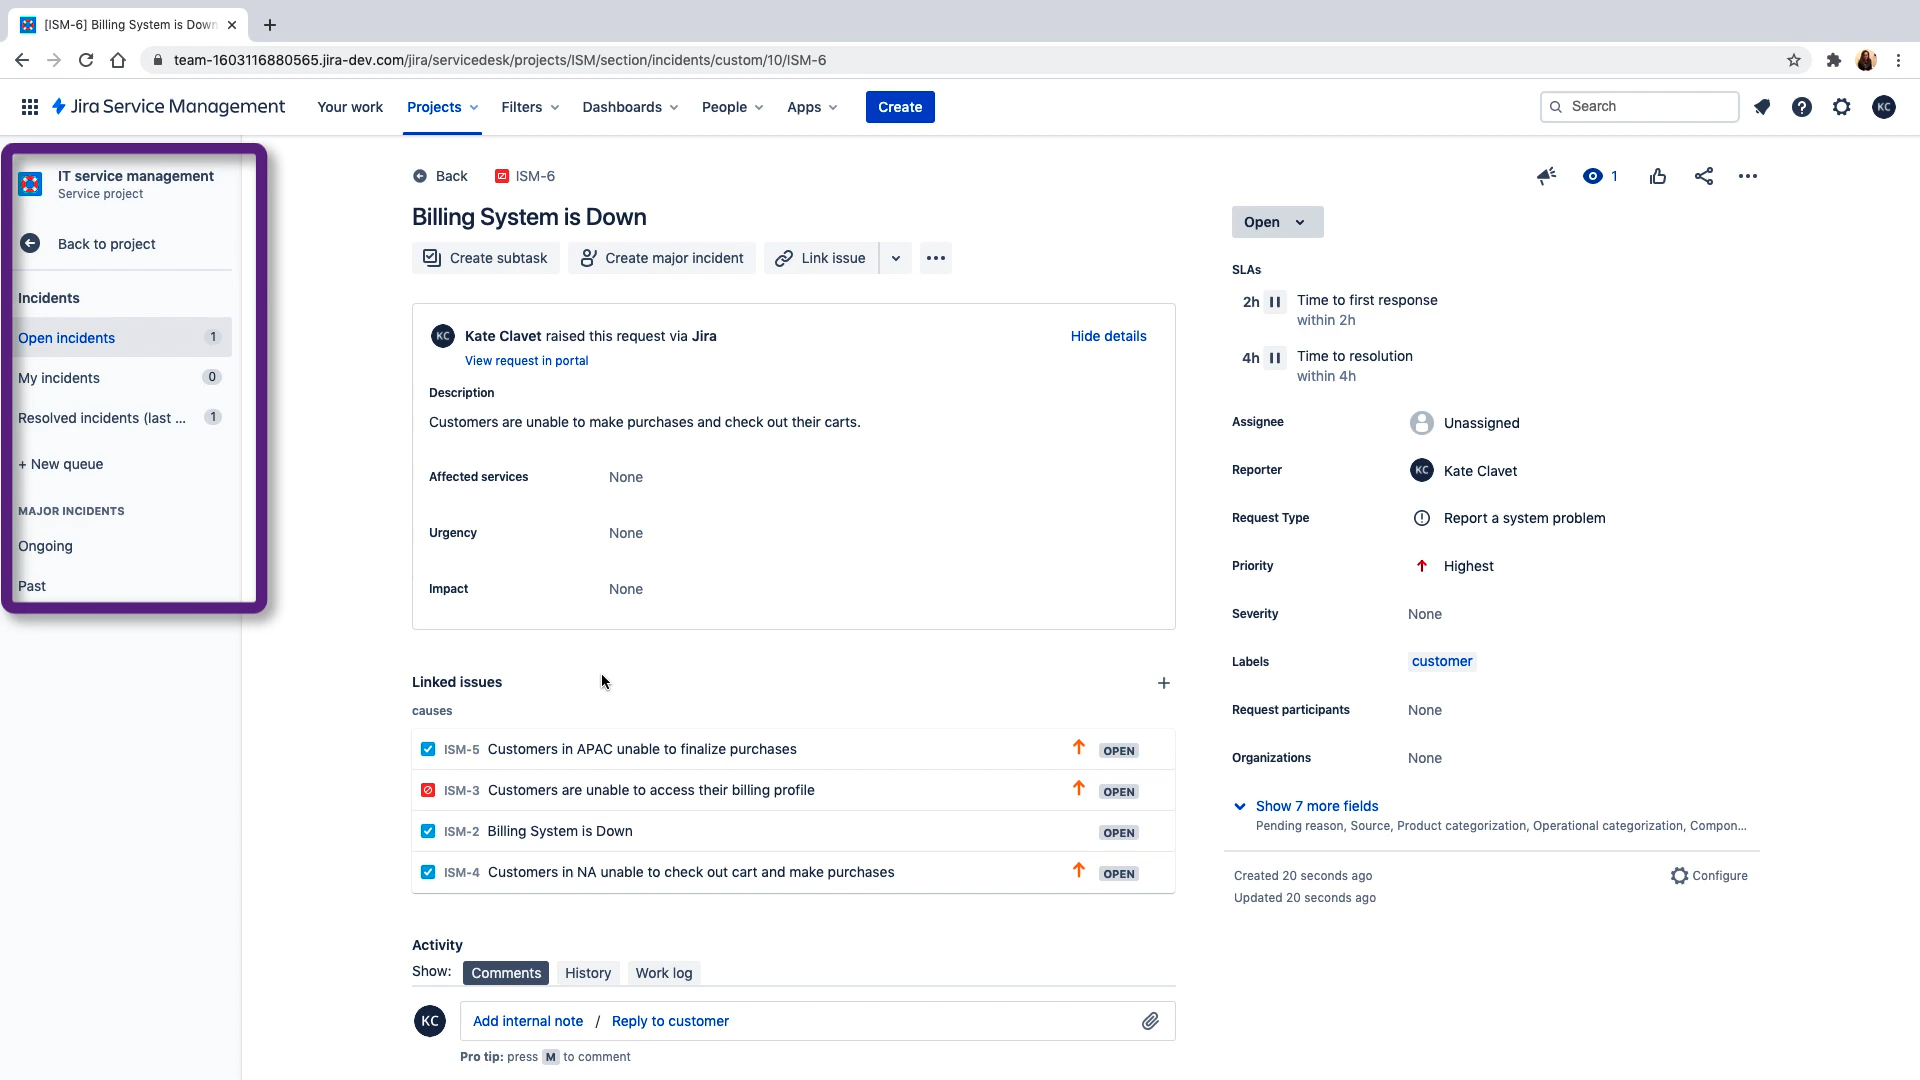 [ISM-6] Billing System is Down
team-1603116880565.jira-dev.com/jira/servicedesk/projects/ISM/section/incidents/custom/10/ISM-6
Jira Service Management
Your work
Projects
Filters
Dashboards
People
Apps
Create
Search
KC
IT service management
Service project
Back to project
Incidents
Open incidents 1
My incidents 0
Resolved incidents (last ... 1
+ New queue
MAJOR INCIDENTS
Ongoing
Past
Back
ISM-6
1
Billing System is Down
Create subtask
Create major incident
Link issue
KC Kate Clavet raised this request via Jira
Hide details
View request in portal
Description
Customers are unable to make purchases and check out their carts.
Affected services None
Urgency None
Impact None
Linked issues
causes
ISM-5 Customers in APAC unable to finalize purchases OPEN
ISM-3 Customers are unable to access their billing profile OPEN
ISM-2 Billing System is Down OPEN
ISM-4 Customers in NA unable to check out cart and make purchases OPEN
Activity
Show: Comments History Work log
KC Add internal note / Reply to customer
Pro tip: press M to comment
Open
SLAs
2h Time to first response
within 2h
4h Time to resolution
within 4h
Assignee Unassigned
Reporter KC Kate Clavet
Request Type Report a system problem
Priority Highest
Severity None
Labels customer
Request participants None
Organizations None
Show 7 more fields
Pending reason, Source, Product categorization, Operational categorization, Compon...
Created 20 seconds ago
Configure
Updated 20 seconds ago